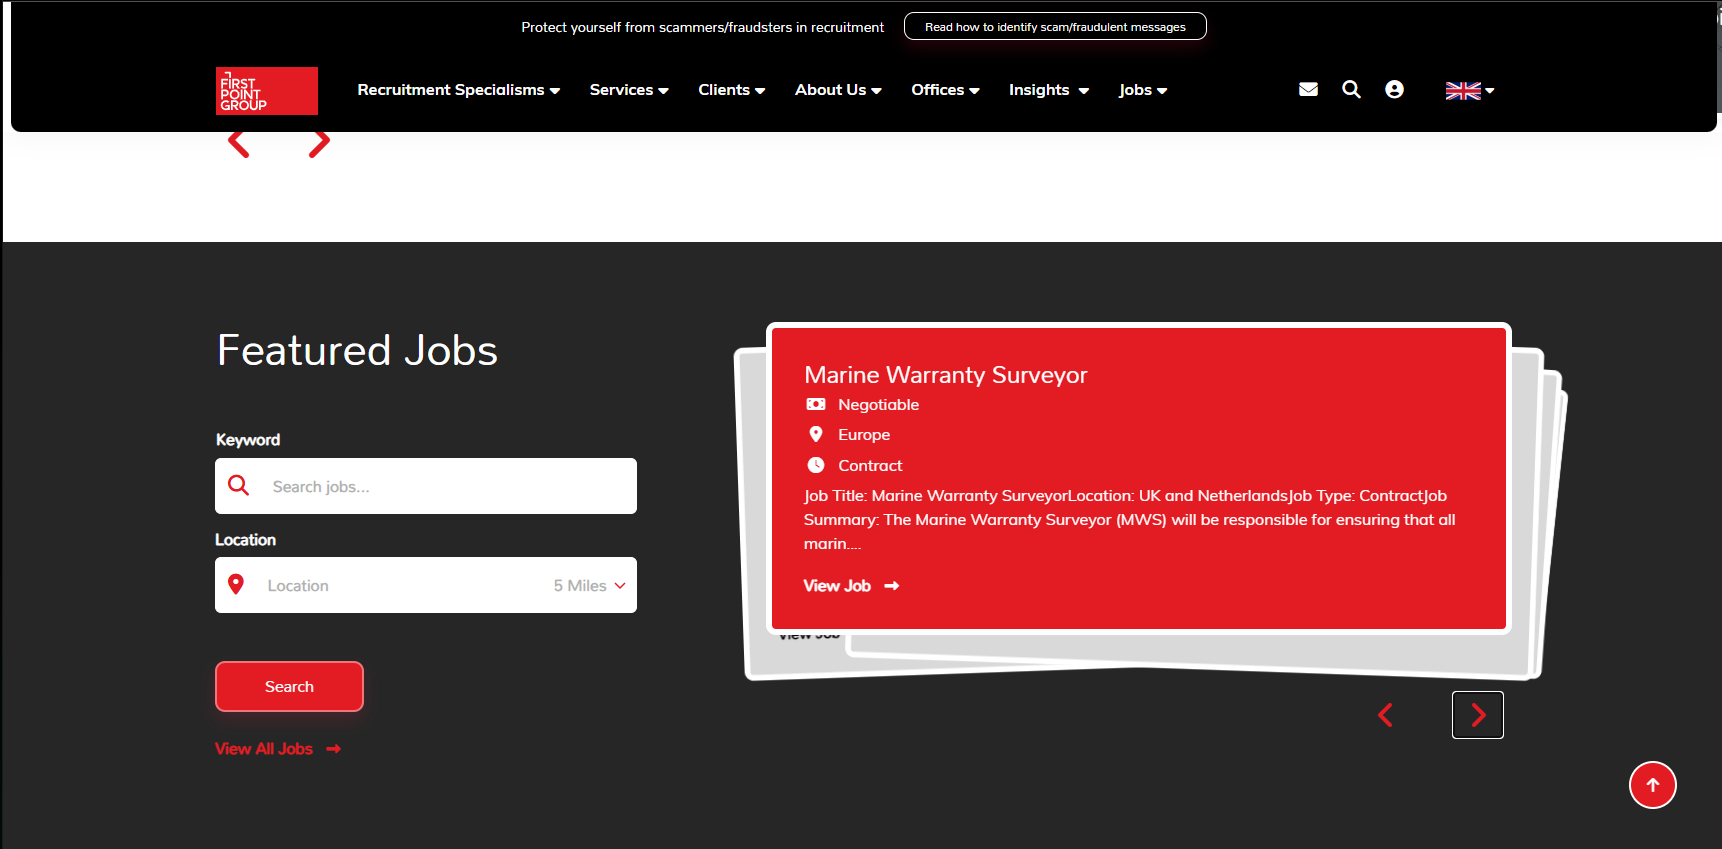 Protect yourself from scammers/fraudsters in recruitment
Read how to identify scam/fraudulent messages
FIRST
POINT
GROUP
Recruitment Specialisms
Services
Clients
About Us
Offices
Insights
Jobs
Featured Jobs
Keyword
Search jobs...
Location
Location
5 Miles
Search
View All Jobs
Marine Warranty Surveyor
Negotiable
Europe
Contract
Job Title: Marine Warranty SurveyorLocation: UK and NetherlandsJob Type: ContractJob
Summary: The Marine Warranty Surveyor (MWS) will be responsible for ensuring that all
marin....
View Job
View Job